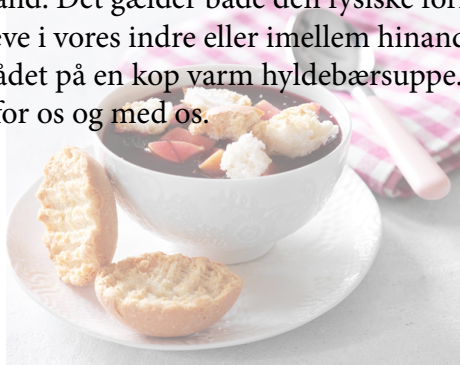 and. Det gælder både den fysiske for
eve i vores indre eller imellem hinand
ådet på en kop varm hyldebærsuppe.
for os og med os.